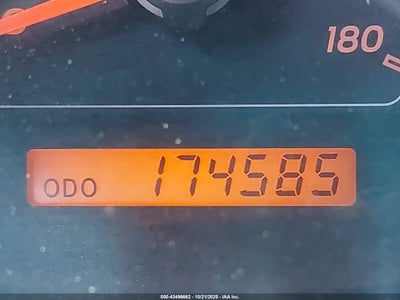 180
ODO 174585
000-43498662 - 10/21/2025 - IAA Inc.